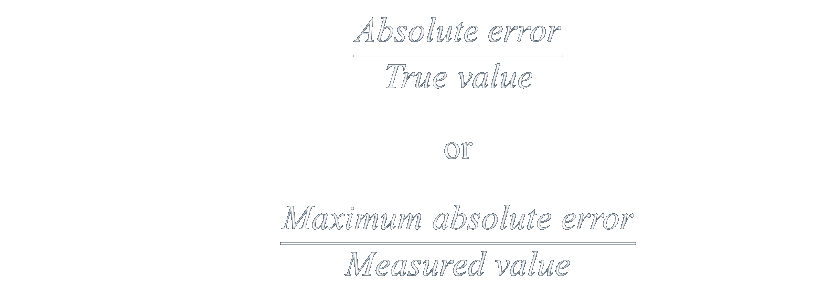 Absolute error
True value
or
Maximum absolute error
Measured value